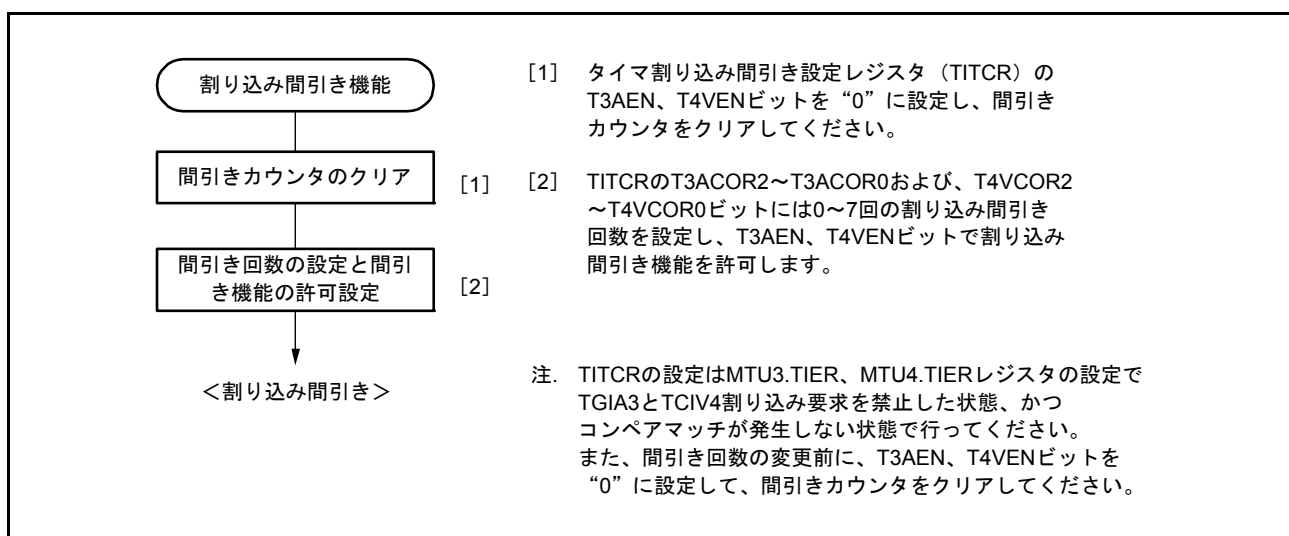 割り込み間引き機能
間引きカウンタのクリア
[1]
間引き回数の設定と間引
き機能の許可設定
[2]
<割り込み間引き>
[1] タイマ割り込み間引き設定レジスタ（TITCR）の
T3AEN、T4VENビットを“0”に設定し、間引き
カウンタをクリアしてください。
[2] TITCRのT3ACOR2～T3ACOR0および、T4VCOR2
～T4VCOR0ビットには0～7回の割り込み間引き
回数を設定し、T3AEN、T4VENビットで割り込み
間引き機能を許可します。
注. TITCRの設定はMTU3.TIER、MTU4.TIERレジスタの設定で
TGIA3とTCIV4割り込み要求を禁止した状態、かつ
コンペアマッチが発生しない状態で行ってください。
また、間引き回数の変更前に、T3AEN、T4VENビットを
“0”に設定して、間引きカウンタをクリアしてください。